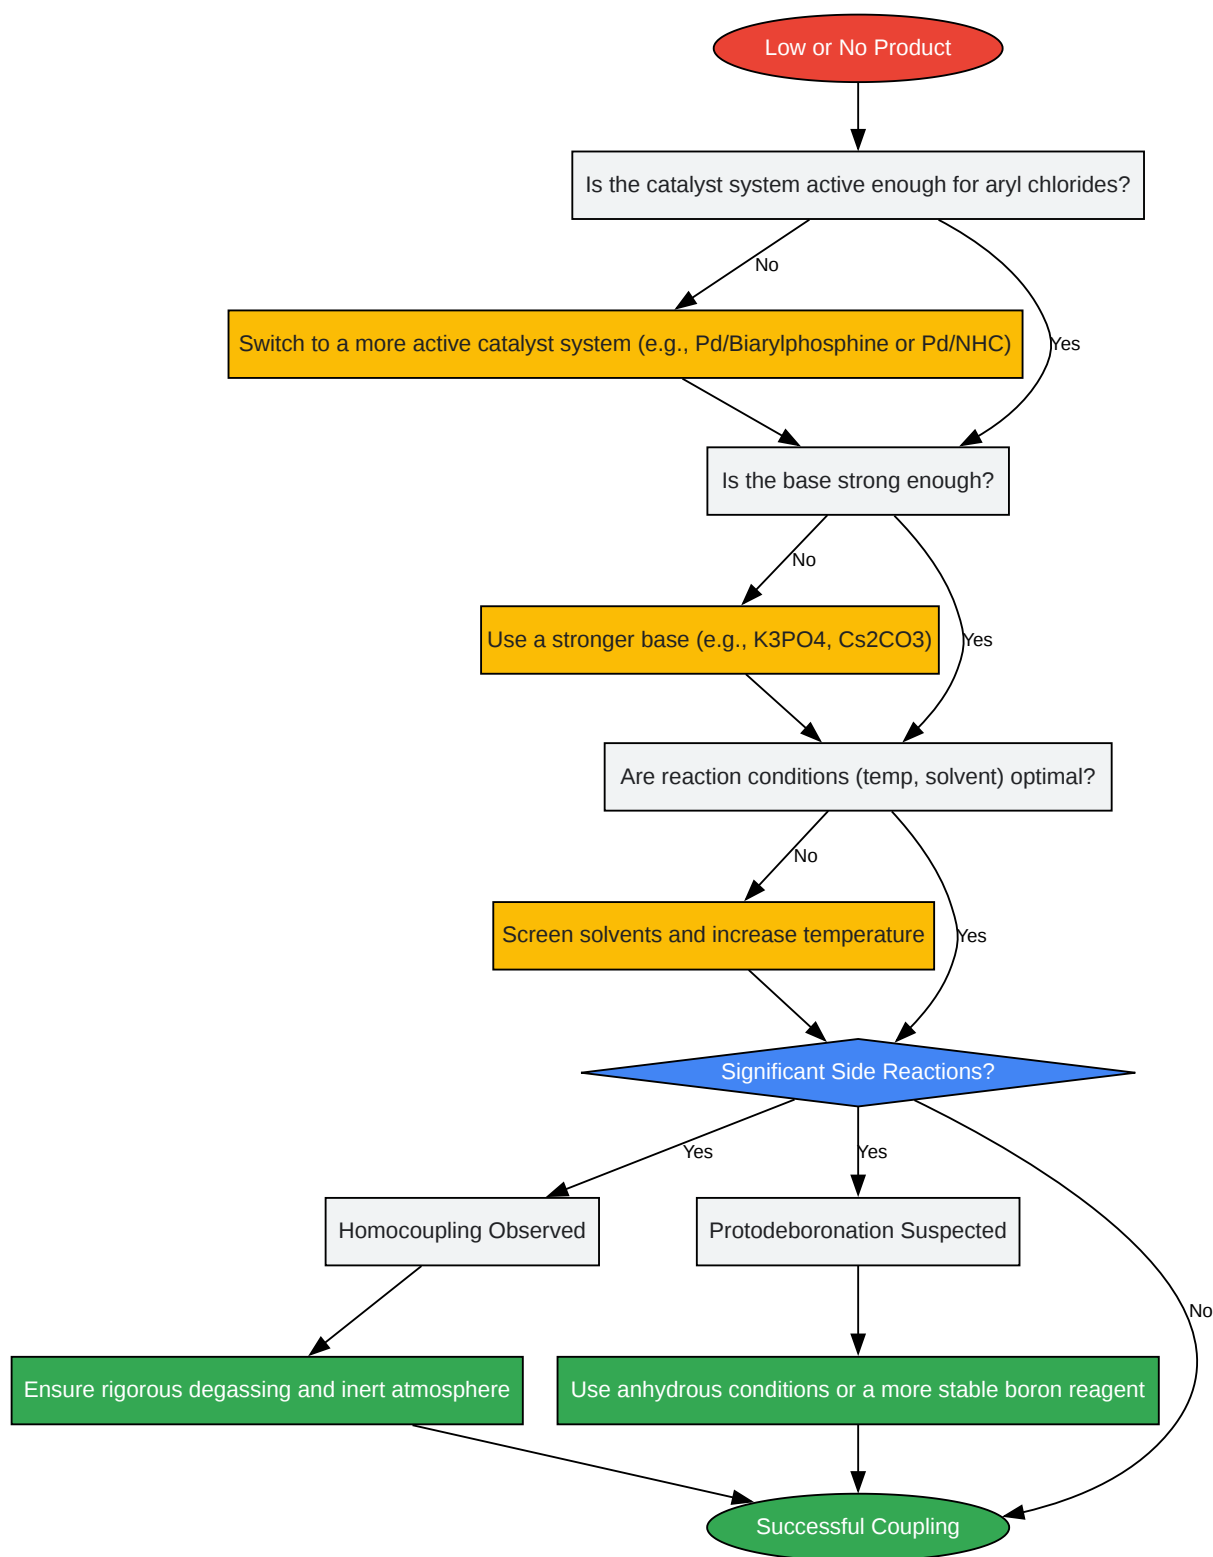 Low or No Product
Is the catalyst system active enough for aryl chlorides?
No
Switch to a more active catalyst system (e.g., Pd/Biarylphosphine or Pd/NHC)
Yes
Is the base strong enough?
No
Use a stronger base (e.g., K3PO4, Cs2CO3)
Yes
Are reaction conditions (temp, solvent) optimal?
No
Screen solvents and increase temperature
Yes
Significant Side Reactions?
Yes
Yes
Homocoupling Observed
Protodeboronation Suspected
No
Ensure rigorous degassing and inert atmosphere
Use anhydrous conditions or a more stable boron reagent
Successful Coupling